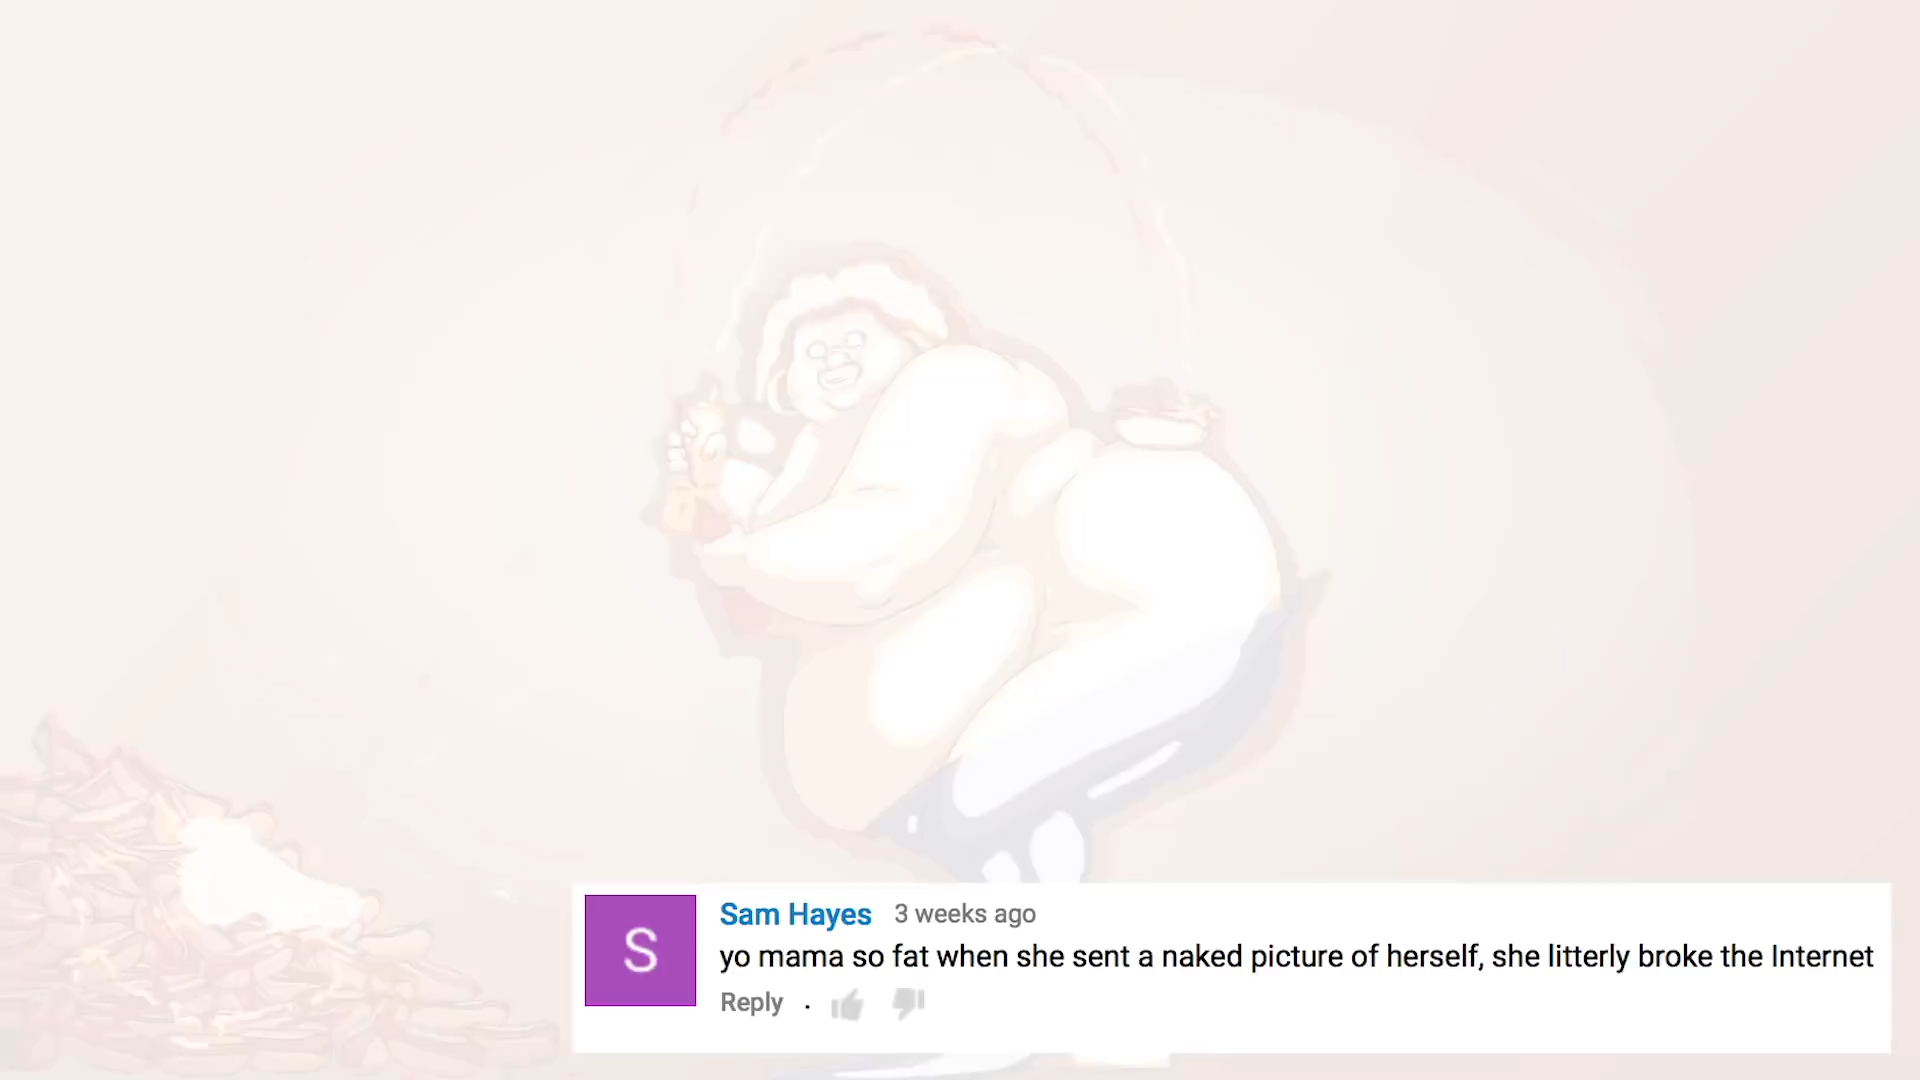 S
Sam Hayes 3 weeks ago
yo mama so fat when she sent a naked picture of herself, she litterly broke the Internet
Reply .